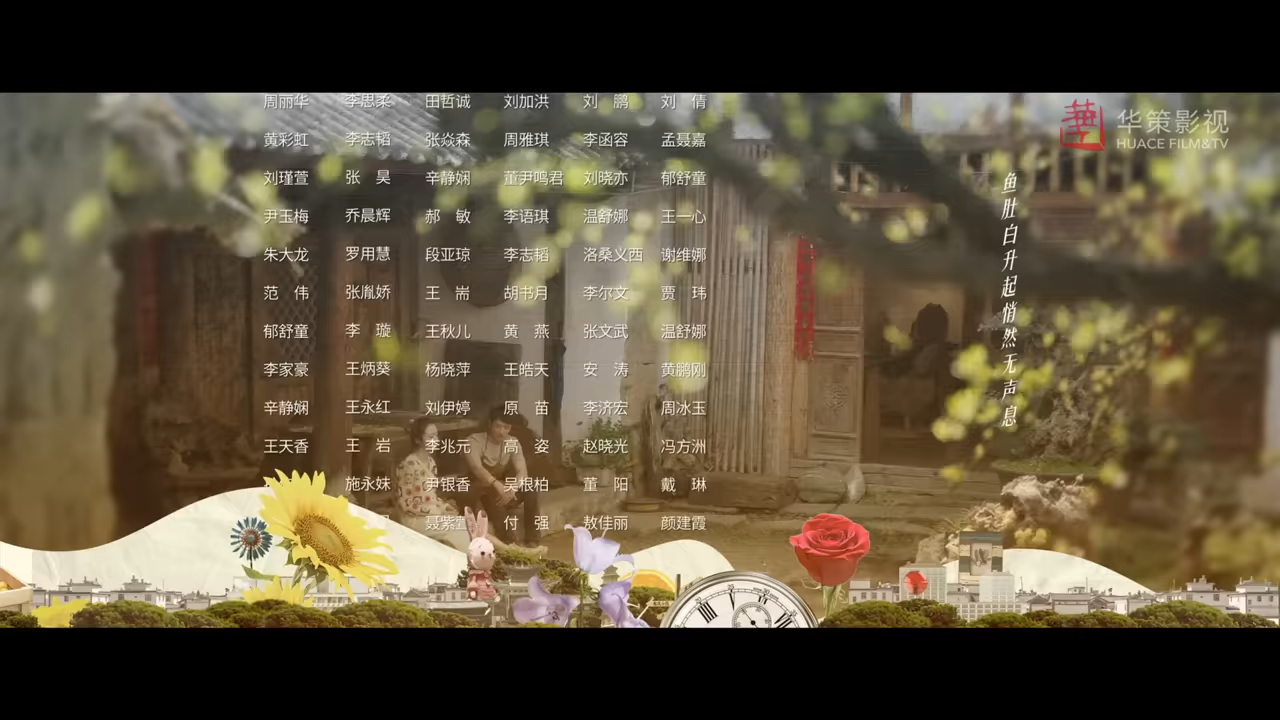 周丽华 李思柔 田哲诚 刘加洪 刘 鹏 刘 倩
黄彩虹 李志韬 张焱森 周雅琪 李函容 孟聂嘉
刘瑾萱 张 昊 辛静娴 董尹鸣君 刘晓亦 郁舒童
尹玉梅 乔晨辉 郝 敏 李语琪 温舒娜 王一心
朱大龙 罗用慧 段亚琼 李志韬 洛桑义西 谢维娜
范 伟 张胤娇 王 耑 胡书月 李尔文 贾 玮
郁舒童 李 璇 王秋儿 黄 燕 张文武 温舒娜
李家豪 王炳葵 杨晓萍 王皓天 安 涛 黄鹏刚
辛静娴 王永红 刘伊婷 原 苗 李济宏 周冰玉
王天香 王 岩 李兆元 高 姿 赵晓光 冯方洲
施永妹 尹银香 吴根柏 董 阳 戴 琳
聂紫萱 付 强 敖佳丽 颜建霞
華
华策影视
HUACE FILM&TV
鱼肚白升起悄然无声息